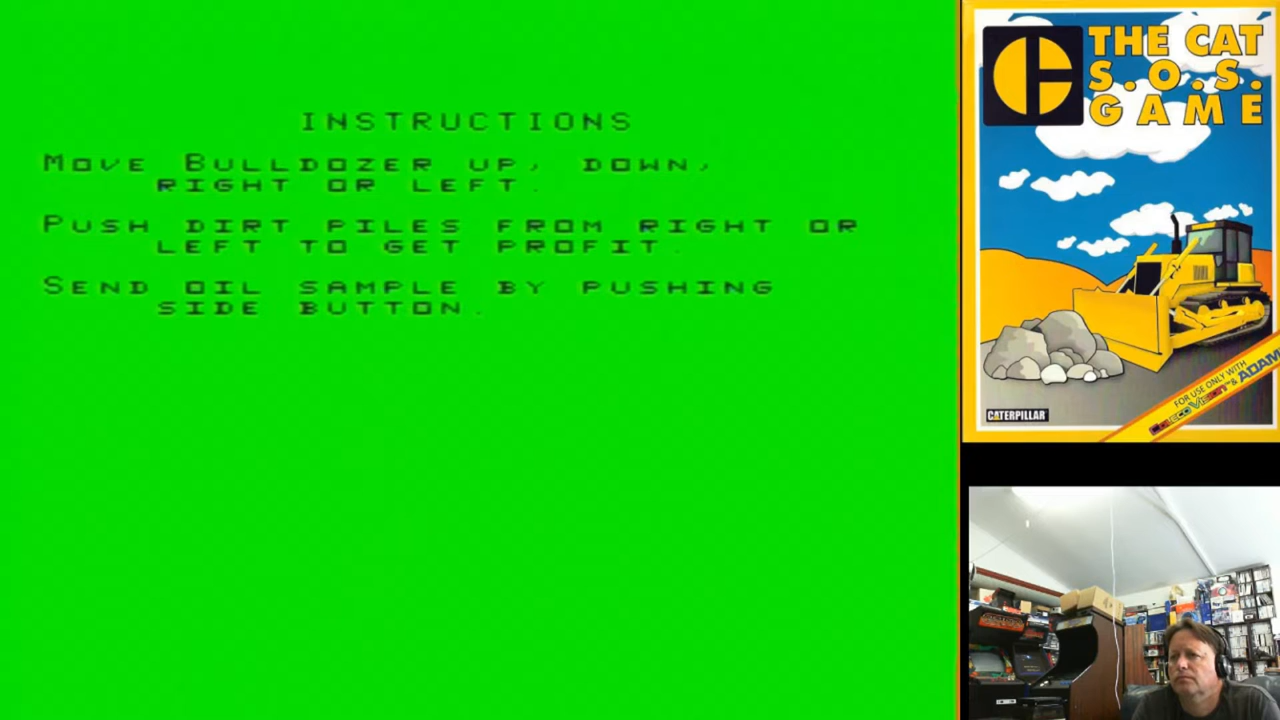 INSTRUCTIONS
MOVE BULLDOZER UP, DOWN,
RIGHT OR LEFT.
PUSH DIRT PILES FROM RIGHT OR
LEFT TO GET PROFIT.
SEND OIL SAMPLE BY PUSHING
SIDE BUTTON.
THE CAT
S.O.S.
GAME
FOR USE ONLY WITH
COLECOVISION™ & ADAM
CATERPILLAR